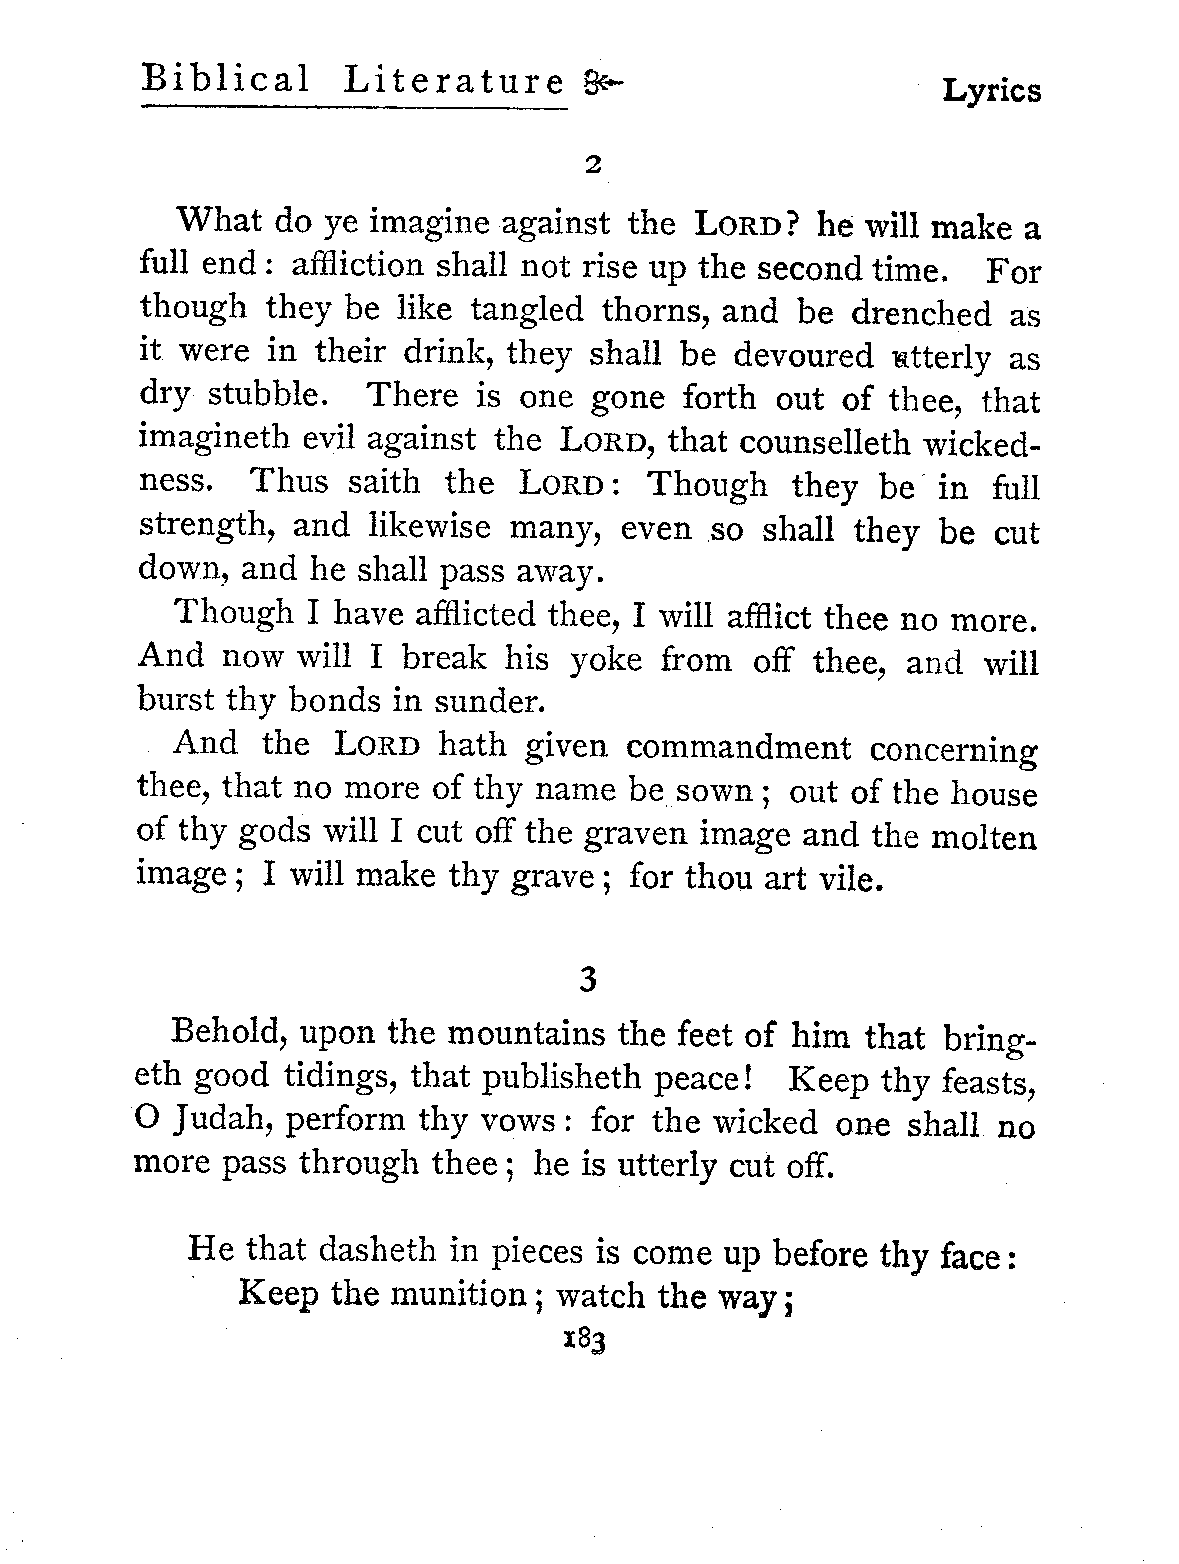 Biblical Literature Lyrics
2
What do ye imagine against the LORD? he will make a
full end: affliction shall not rise up the second time. For
though they be like tangled thorns, and be drenched as
it were in their drink, they shall be devoured utterly as
dry stubble. There is one gone forth out of thee, that
imagineth evil against the LORD, that counselleth wicked-
ness. Thus saith the LORD: Though they be in full
strength, and likewise many, even so shall they be cut
down, and he shall pass away.
Though I have afflicted thee, I will afflict thee no more.
And now will I break his yoke from off thee, and will
burst thy bonds in sunder.
And the LORD hath given commandment concerning
thee, that no more of thy name be sown; out of the house
of thy gods will I cut off the graven image and the molten
image; I will make thy grave; for thou art vile.
3
Behold, upon the mountains the feet of him that bring-
eth good tidings, that publisheth peace! Keep thy feasts,
O Judah, perform thy vows: for the wicked one shall no
more pass through thee; he is utterly cut off.
He that dasheth in pieces is come up before thy face:
Keep the munition; watch the way;
183